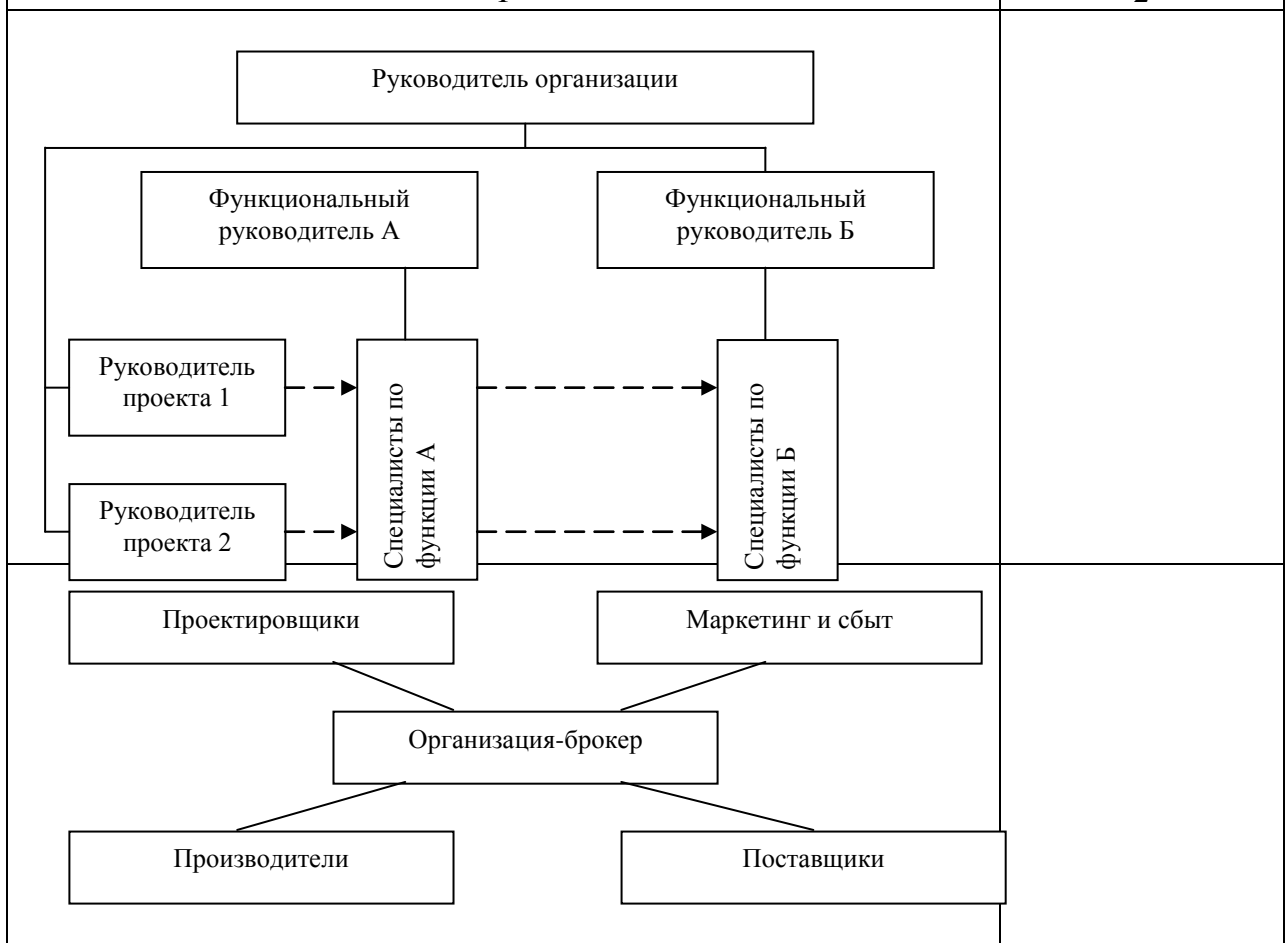 2
Руководитель организации
Функциональный
руководитель А
Функциональный
руководитель Б
Руководитель
проекта 1
Специалисты по
функции А
Специалисты по
функции Б
Руководитель
проекта 2
Проектировщики
Маркетинг и сбыт
Организация-брокер
Производители
Поставщики